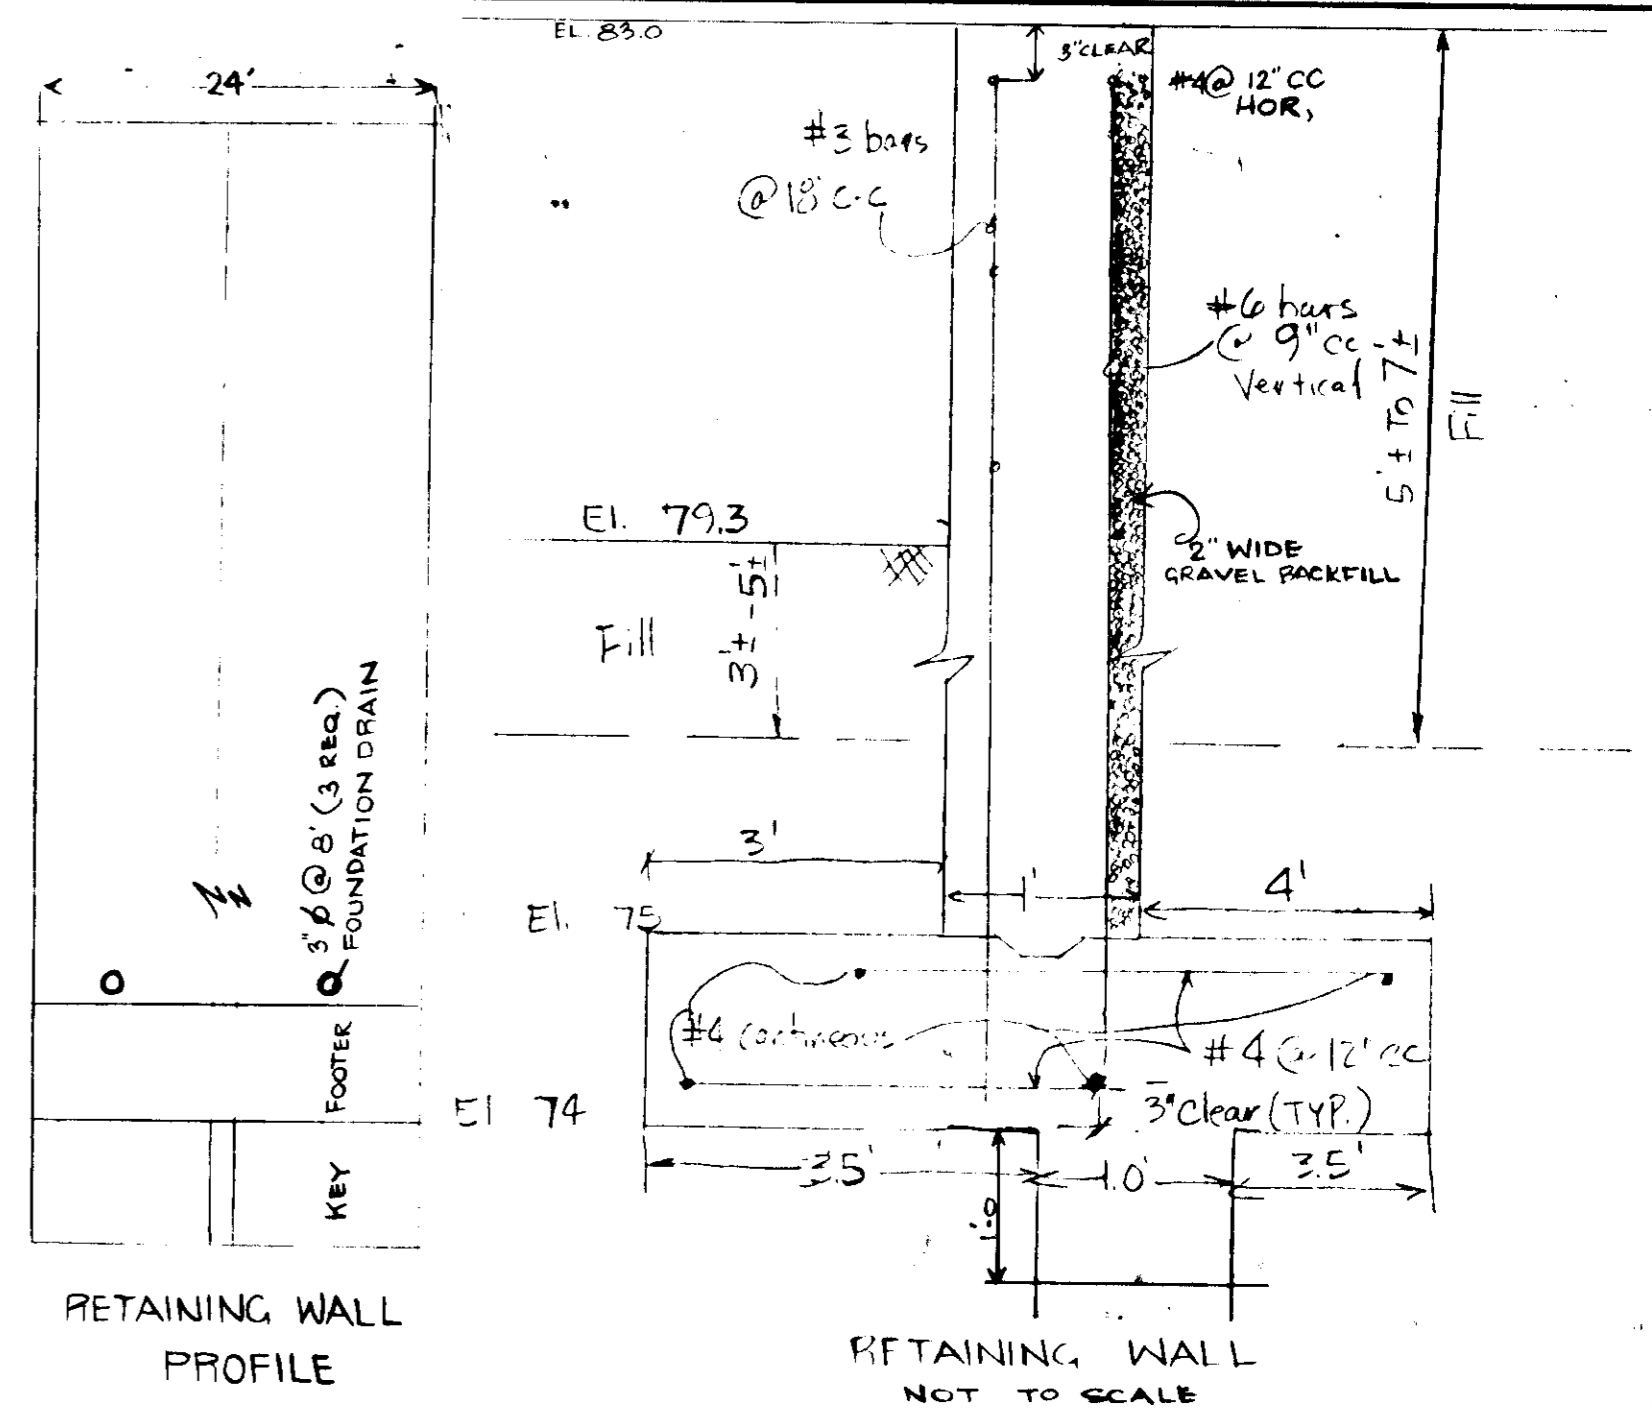 24'
3"ϕ @ 8' (3 REQ.)
FOUNDATION DRAIN
FOOTER
KEY
RETAINING WALL
PROFILE
EL. 83.0
3" CLEAR
#4@ 12" CC
HOR,
#3 bars
@ 18" C-C
#6 bars
@ 9" cc
Vertical
5'± TO 7'±
Fill
El. 79.3
2" WIDE
GRAVEL BACKFILL
Fill
3'± - 5'±
3'
1'
4'
El. 75
#4 contineous
#4 @ 12" cc
El 74
3" Clear (TYP.)
3.5'
1.0'
3.5'
1'-0
RETAINING WALL
NOT TO SCALE